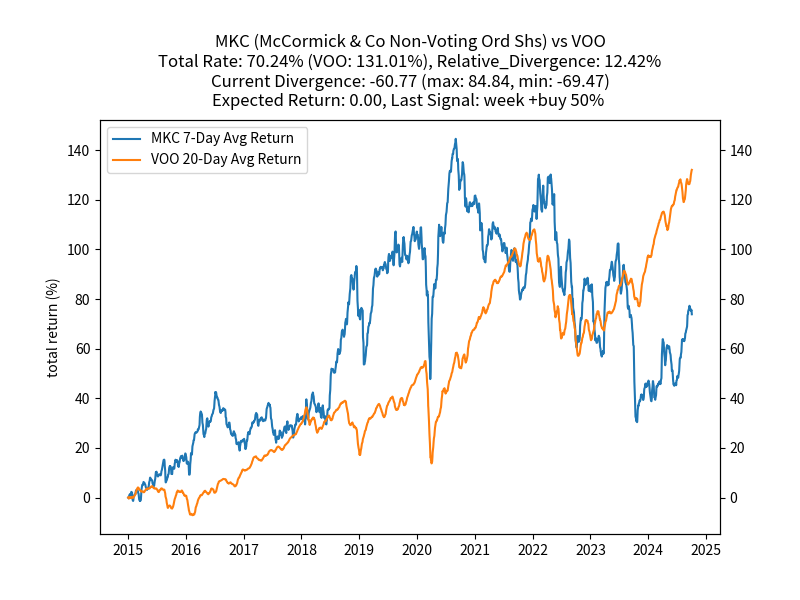 MKC (McCormick & Co Non-Voting Ord Shs) vs VOO
Total Rate: 70.24% (VOO: 131.01%), Relative_Divergence: 12.42%
Current Divergence: -60.77 (max: 84.84, min: -69.47)
Expected Return: 0.00, Last Signal: week +buy 50%
MKC 7-Day Avg Return
VOO 20-Day Avg Return
total return (%)
140
120
100
80
60
40
20
0
140
120
100
80
60
40
20
0
2015 2016 2017 2018 2019 2020 2021 2022 2023 2024 2025